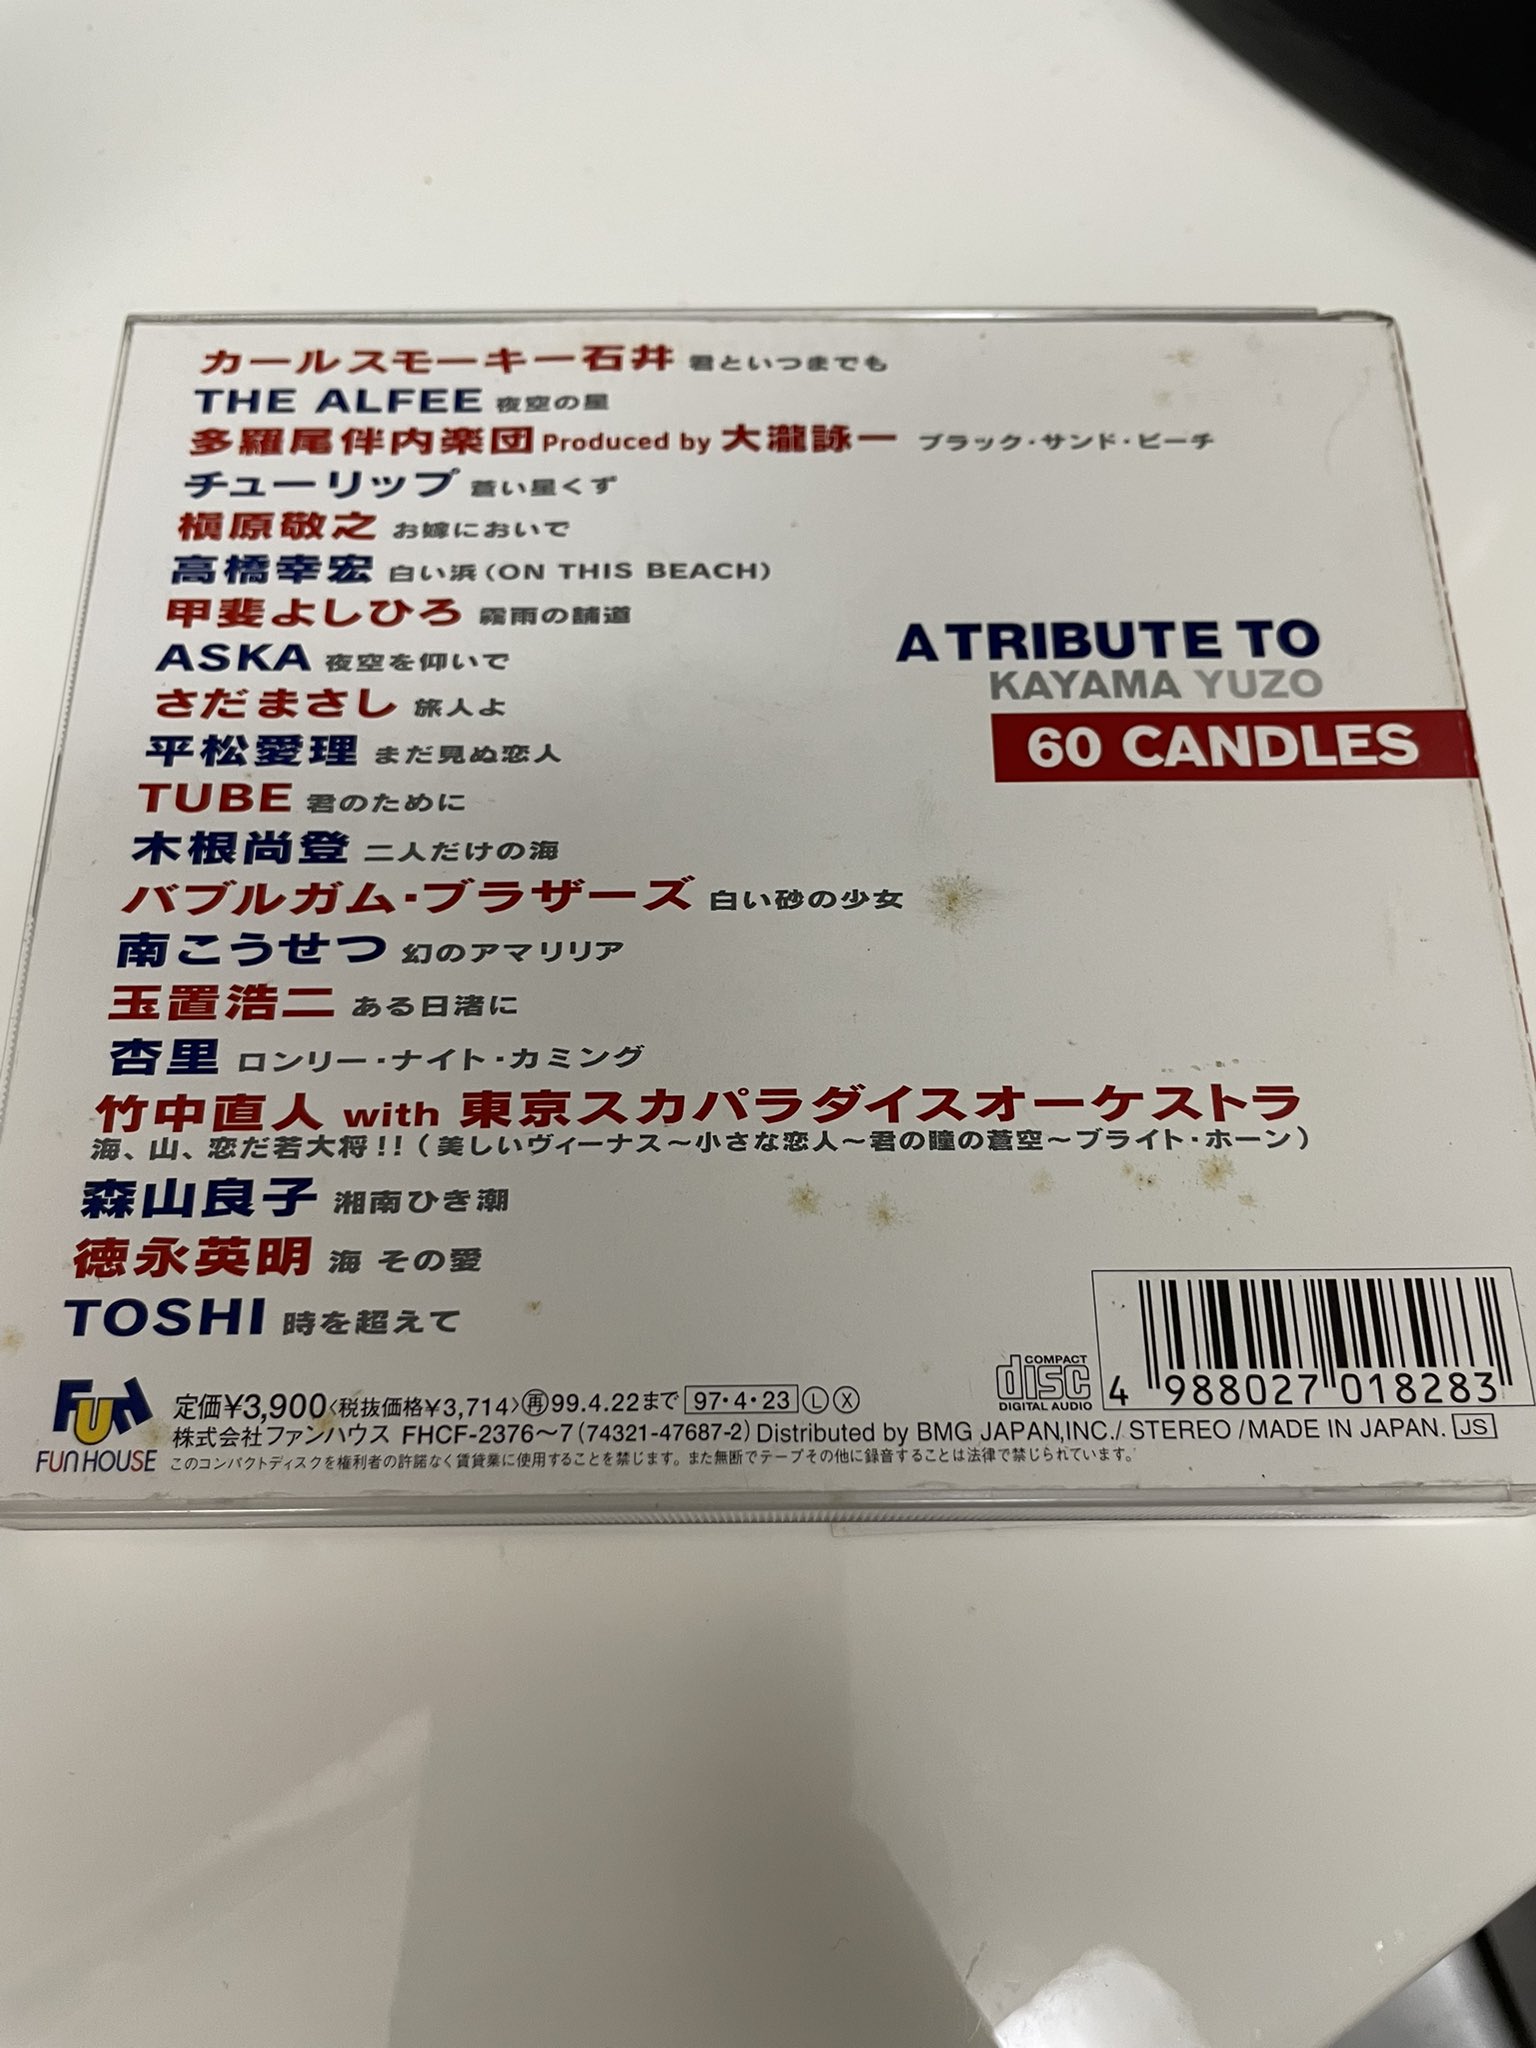 カールスモーキー石井 君といつまでも
THE ALFEE 夜空の星
多羅尾伴内楽団 Produced by 大瀧詠一 ブラック・サンド・ビーチ
チューリップ 蒼い星くず
槇原敬之 お嫁においで
高橋幸宏 白い浜(ON THIS BEACH)
甲斐よしひろ 霧雨の舗道
ASKA 夜空を仰いで
さだまさし 旅人よ
平松愛理 まだ見ぬ恋人
TUBE 君のために
木根尚登 二人だけの海
バブルガム・ブラザーズ 白い砂の少女
南こうせつ 幻のアマリリア
玉置浩二 ある日渚に
杏里 ロンリー・ナイト・カミング
竹中直人 with 東京スカパラダイスオーケストラ
海、山、恋だ若大将!!(美しいヴィーナス〜小さな恋人〜君の瞳の蒼空〜ブライト・ホーン)
森山良子 湘南ひき潮
徳永英明 海 その愛
TOSHI 時を超えて
A TRIBUTE TO
KAYAMA YUZO
60 CANDLES
FUN
FUN HOUSE
定価¥3,900〈税抜価格¥3,714〉㊢99.4.22まで 97・4・23 Ⓛ Ⓧ
株式会社ファンハウス FHCF-2376〜7(74321-47687-2) Distributed by BMG JAPAN,INC./ STEREO /MADE IN JAPAN. JS
このコンパクトディスクを権利者の許諾なく賃貸業に使用することを禁じます。また無断でテープその他に録音することは法律で禁じられています。
COMPACT
disc
DIGITAL AUDIO
4 988027 018283